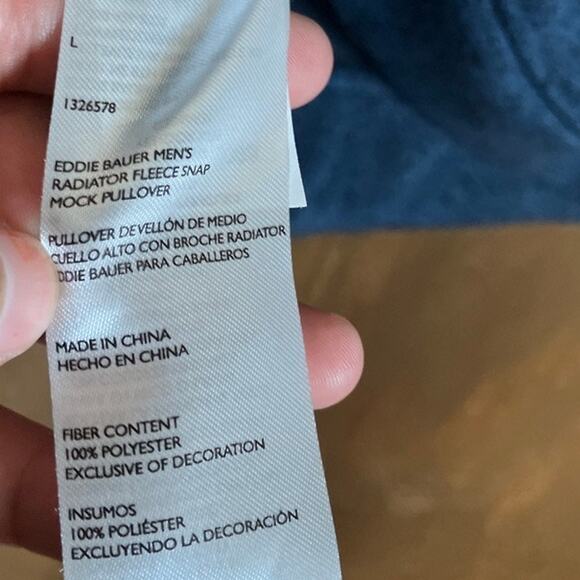 L
1326578
EDDIE BAUER MEN'S
RADIATOR FLEECE SNAP
MOCK PULLOVER
PULLOVER DE VELLÓN DE MEDIO
CUELLO ALTO CON BROCHE RADIATOR
EDDIE BAUER PARA CABALLEROS
MADE IN CHINA
HECHO EN CHINA
FIBER CONTENT
100% POLYESTER
EXCLUSIVE OF DECORATION
INSUMOS
100% POLIÉSTER
EXCLUYENDO LA DECORACIÓN